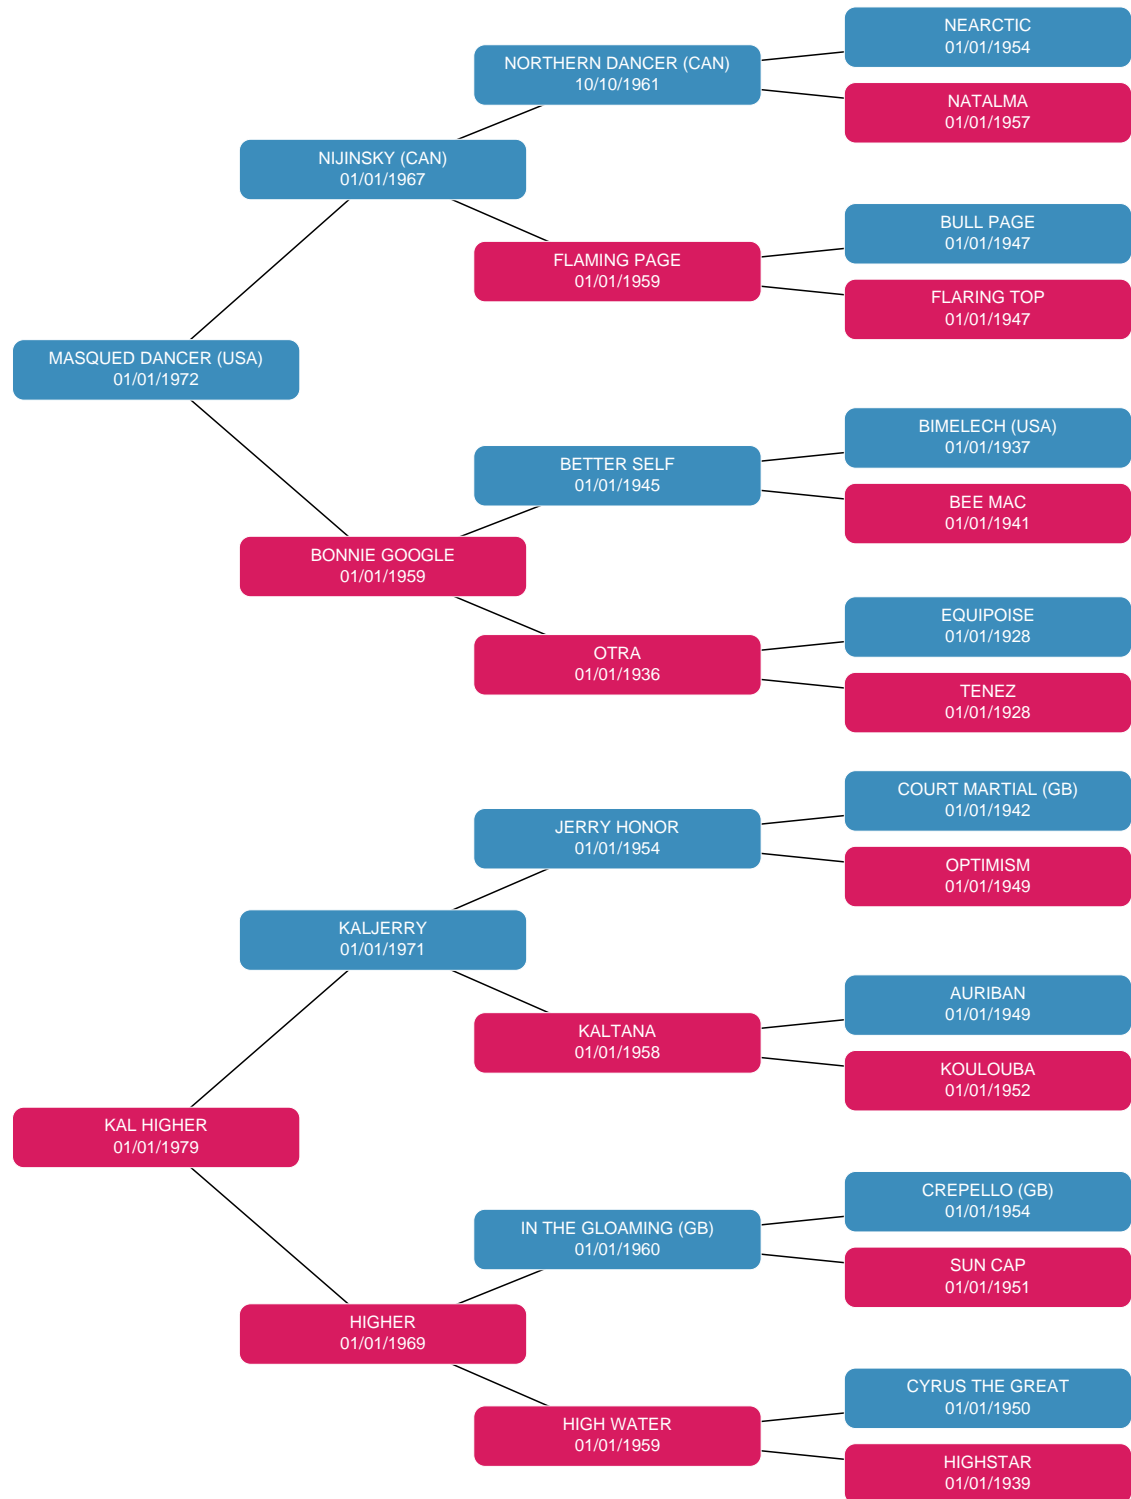 NEARCTIC
01/01/1954
NORTHERN DANCER (CAN)
10/10/1961
NATALMA
01/01/1957
NIJINSKY (CAN)
01/01/1967
BULL PAGE
01/01/1947
FLAMING PAGE
01/01/1959
FLARING TOP
01/01/1947
MASQUED DANCER (USA)
01/01/1972
BIMELECH (USA)
01/01/1937
BETTER SELF
01/01/1945
BEE MAC
01/01/1941
BONNIE GOOGLE
01/01/1959
EQUIPOISE
01/01/1928
OTRA
01/01/1936
TENEZ
01/01/1928
COURT MARTIAL (GB)
01/01/1942
JERRY HONOR
01/01/1954
OPTIMISM
01/01/1949
KALJERRY
01/01/1971
AURIBAN
01/01/1949
KALTANA
01/01/1958
KOULOUBA
01/01/1952
KAL HIGHER
01/01/1979
CREPELLO (GB)
01/01/1954
IN THE GLOAMING (GB)
01/01/1960
SUN CAP
01/01/1951
HIGHER
01/01/1969
CYRUS THE GREAT
01/01/1950
HIGH WATER
01/01/1959
HIGHSTAR
01/01/1939